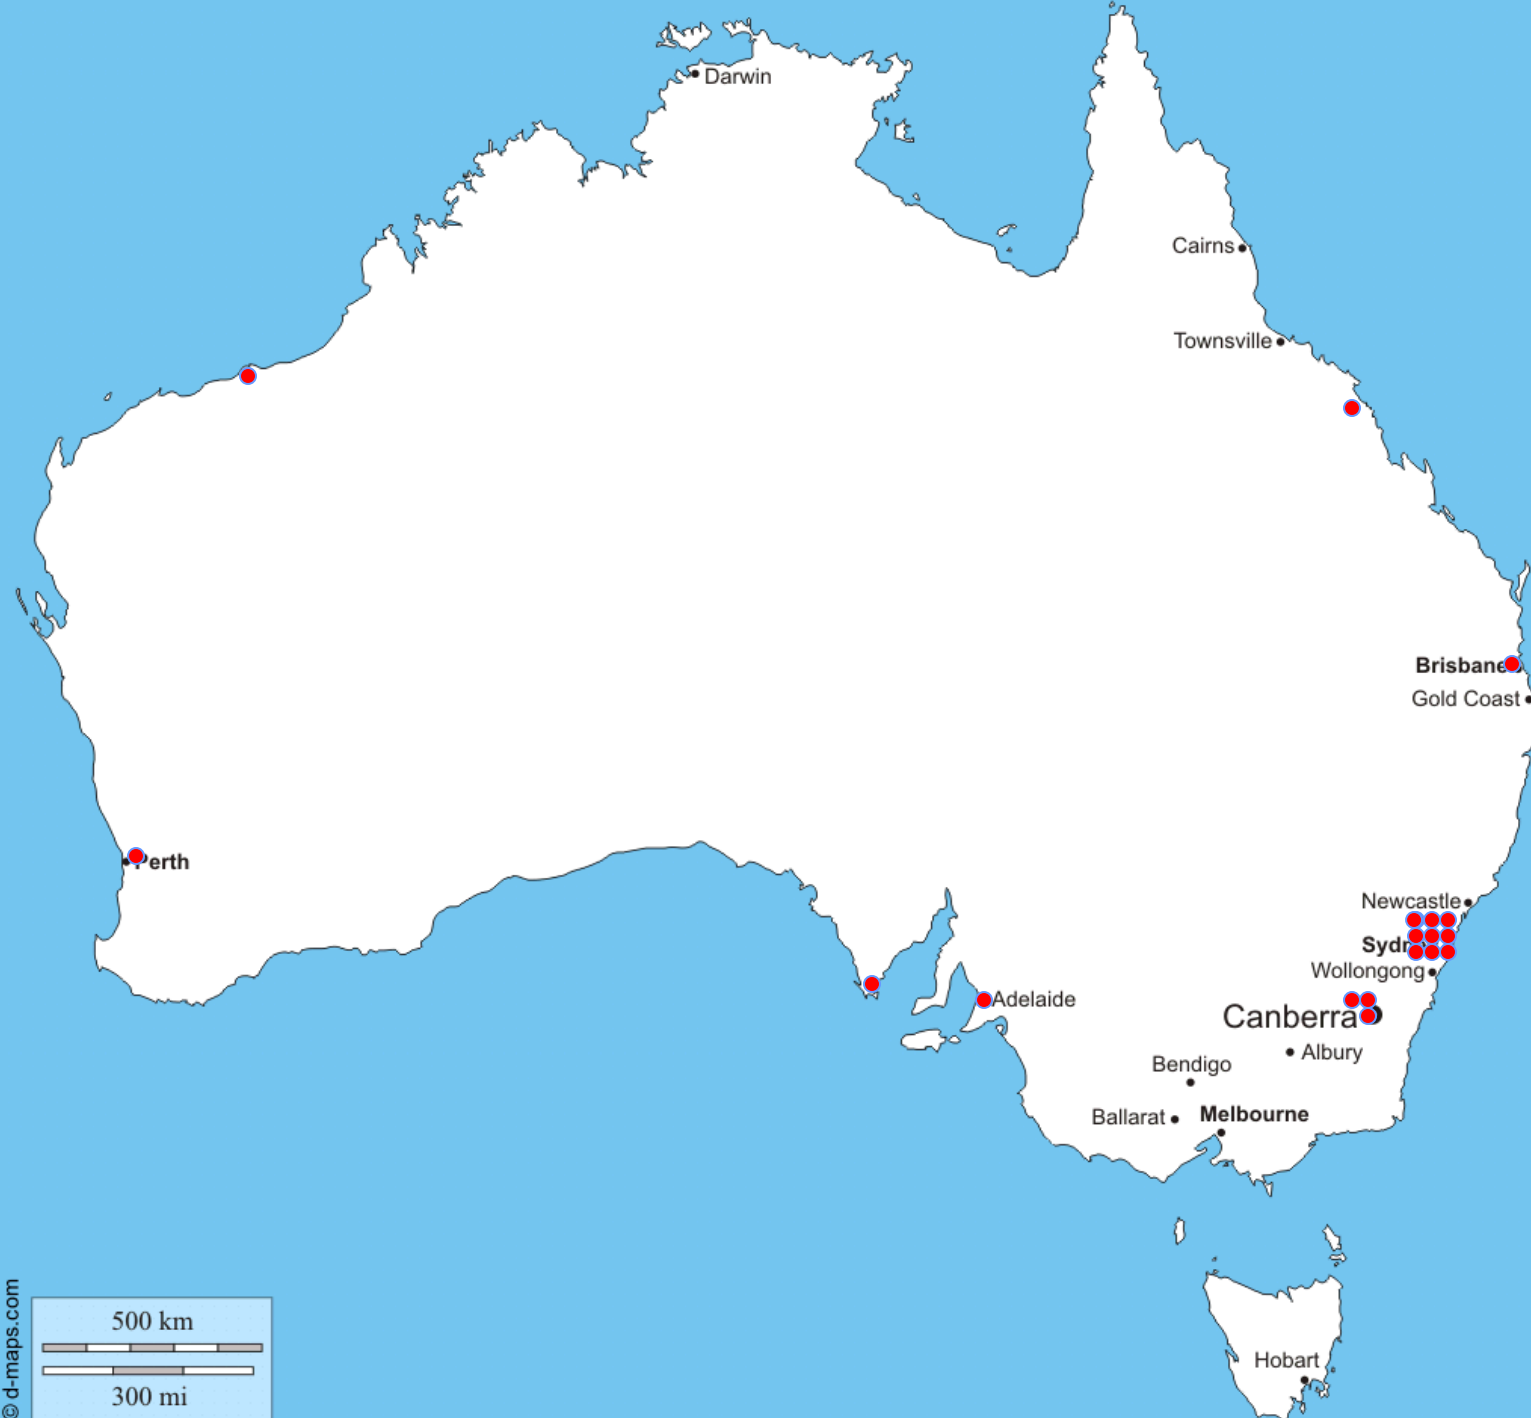 Darwin
Cairns
Townsville
Brisbane
Gold Coast
Perth
Newcastle
Sydn
Wollongong
Adelaide
Canberra
Albury
Bendigo
Ballarat
Melbourne
Hobart
500 km
300 mi
© d-maps.com